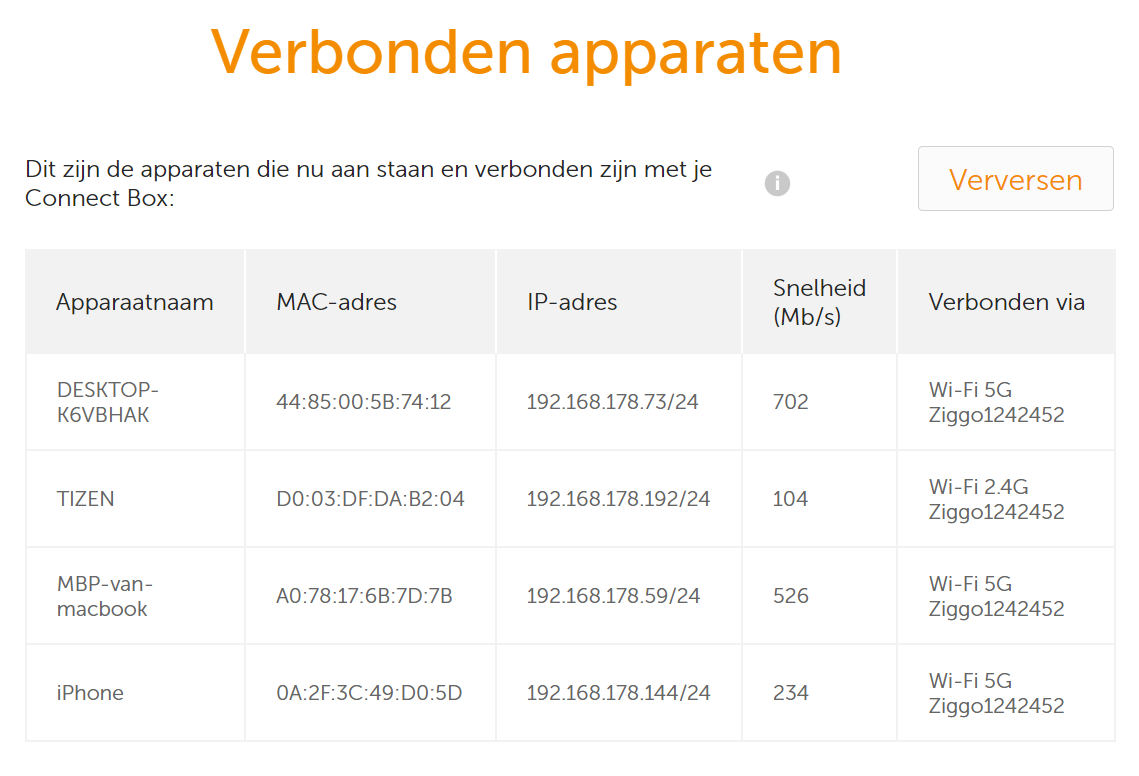 Verbonden apparaten
Dit zijn de apparaten die nu aan staan en verbonden zijn met je
Connect Box:
i
Verversen
Apparaatnaam MAC-adres IP-adres Snelheid (Mb/s) Verbonden via
DESKTOP-K6VBHAK 44:85:00:5B:74:12 192.168.178.73/24 702 Wi-Fi 5G Ziggo1242452
TIZEN D0:03:DF:DA:B2:04 192.168.178.192/24 104 Wi-Fi 2.4G Ziggo1242452
MBP-van-macbook A0:78:17:6B:7D:7B 192.168.178.59/24 526 Wi-Fi 5G Ziggo1242452
iPhone 0A:2F:3C:49:D0:5D 192.168.178.144/24 234 Wi-Fi 5G Ziggo1242452